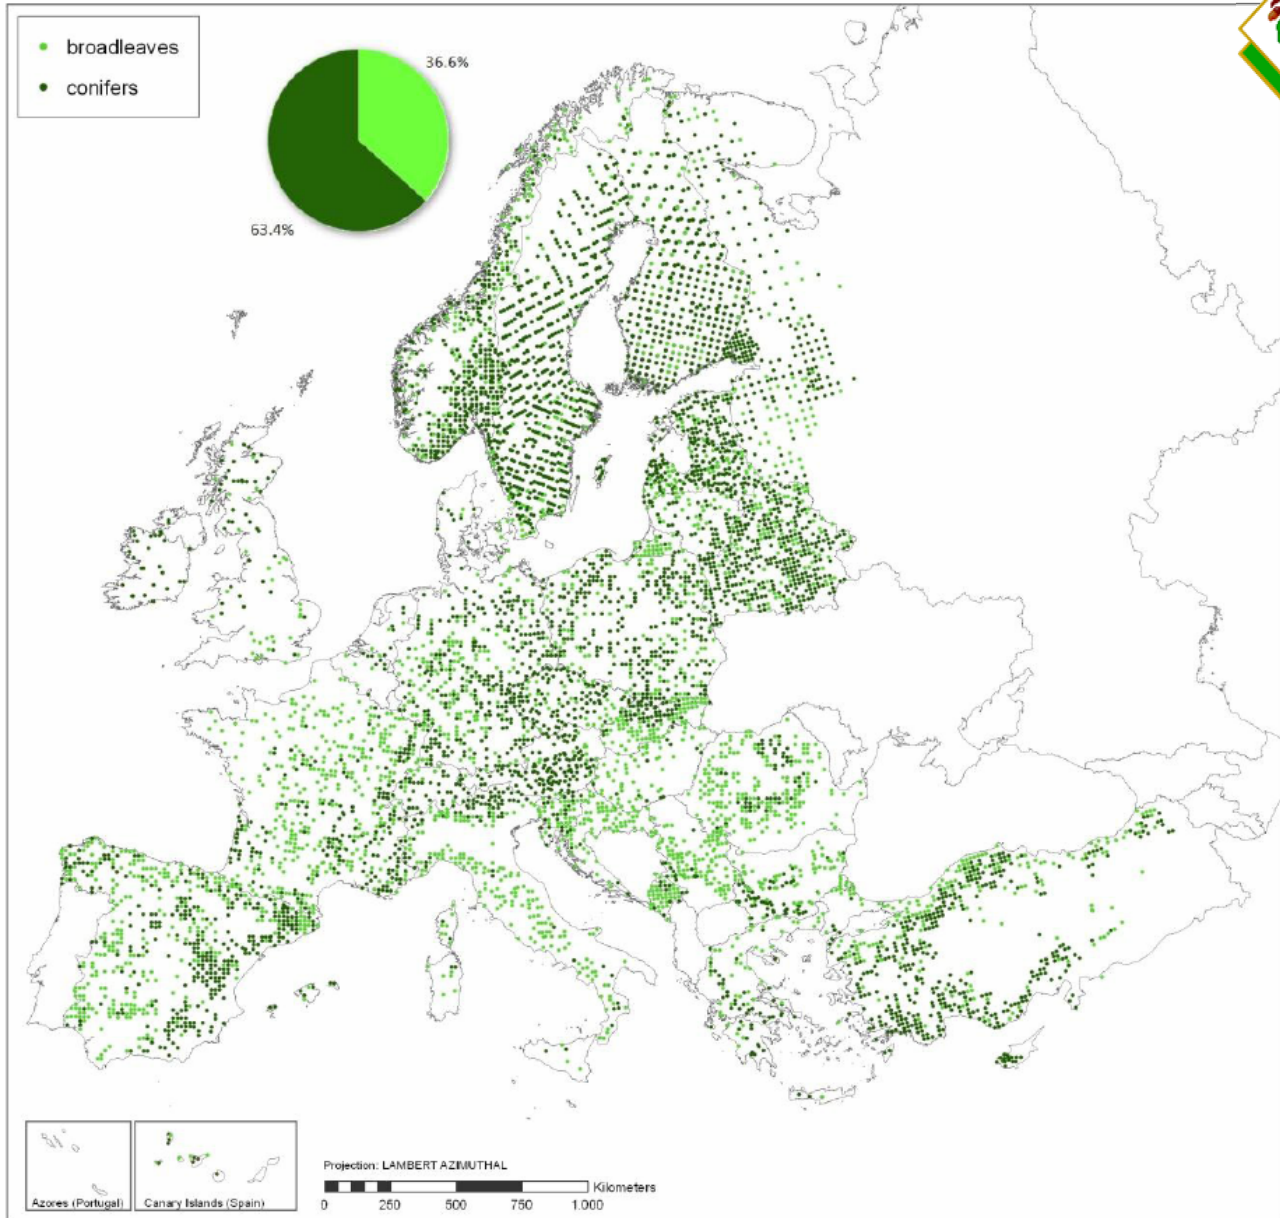 broadleaves
conifers
36.6%
63.4%
Azores (Portugal)
Canary Islands (Spain)
Projection: LAMBERT AZIMUTHAL
Kilometers
0 250 500 750 1.000